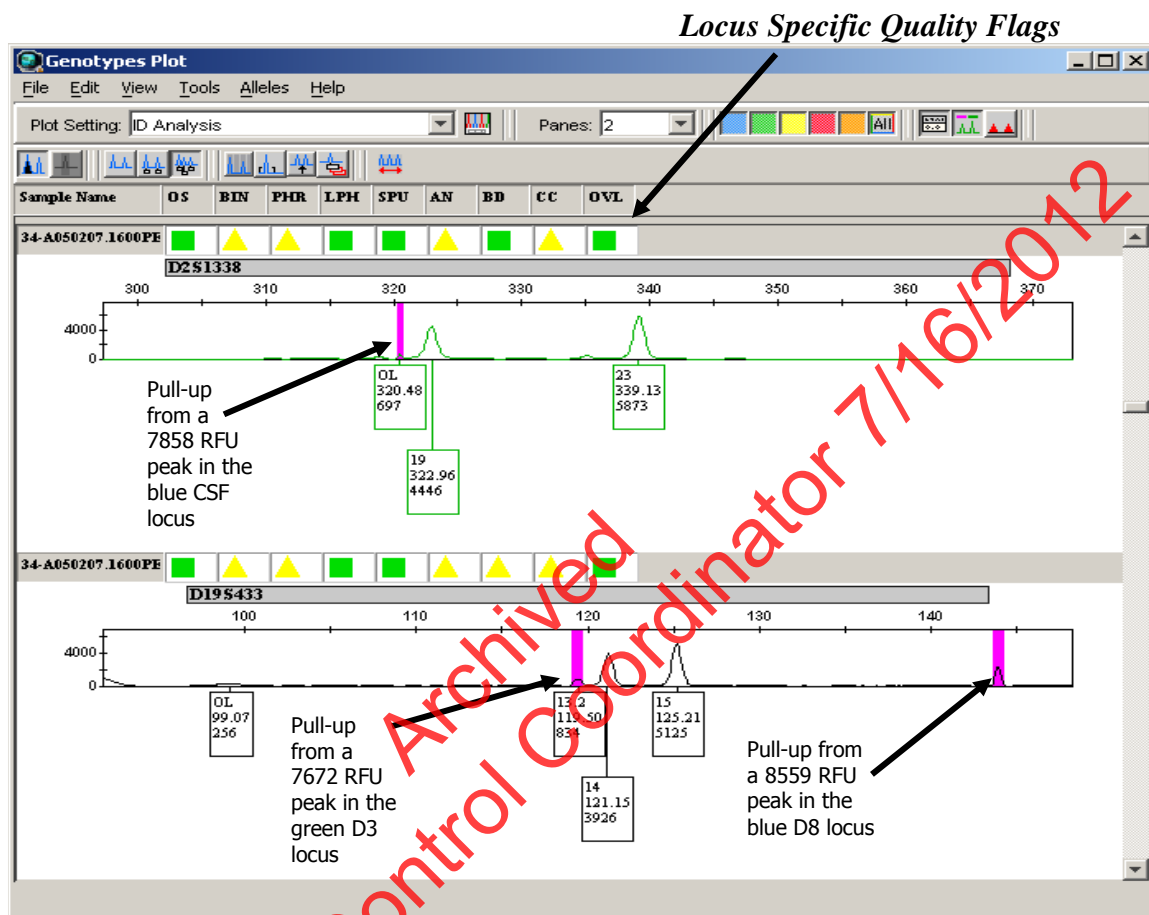 Locus Specific Quality Flags
Genotypes Plot
File Edit View Tools Alleles Help
Plot Setting: ID Analysis Panes: 2 All
Sample Name OS BIN PHR LPH SPU AN BD CC OVL
34-A050207.1600PE
D2S1338
300 310 320 330 340 350 360 370
4000
0
OL
320.48
697
23
339.13
5873
19
322.96
4446
Pull-up
from a
7858 RFU
peak in the
blue CSF
locus
34-A050207.1600PE
D19S433
100 110 120 130 140
4000
0
OL
99.07
256
13.2
119.50
834
15
125.21
5125
14
121.15
3926
Pull-up
from a
7672 RFU
peak in the
green D3
locus
Pull-up from
a 8559 RFU
peak in the
blue D8 locus
Archived
Control Coordinator 7/16/2012